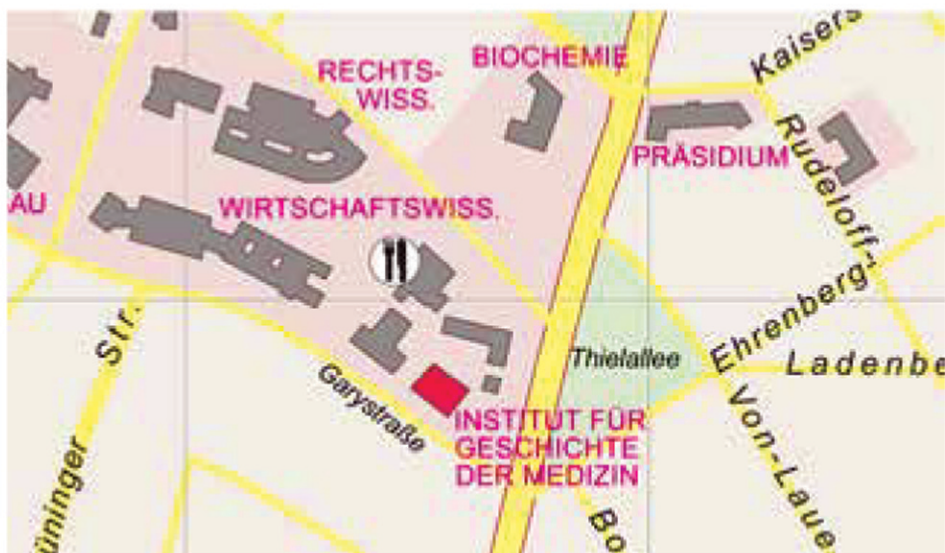 BIOCHEMIE
RECHTS-
WISS.
Kaisers
PRÄSIDIUM
Rudeloff-
AU
WIRTSCHAFTSWISS.
Ehrenberg-
Str.
Thielallee
Ladenbe
Garystraße
INSTITUT FÜR
GESCHICHTE
DER MEDIZIN
Von-Laue
üninger
Bo